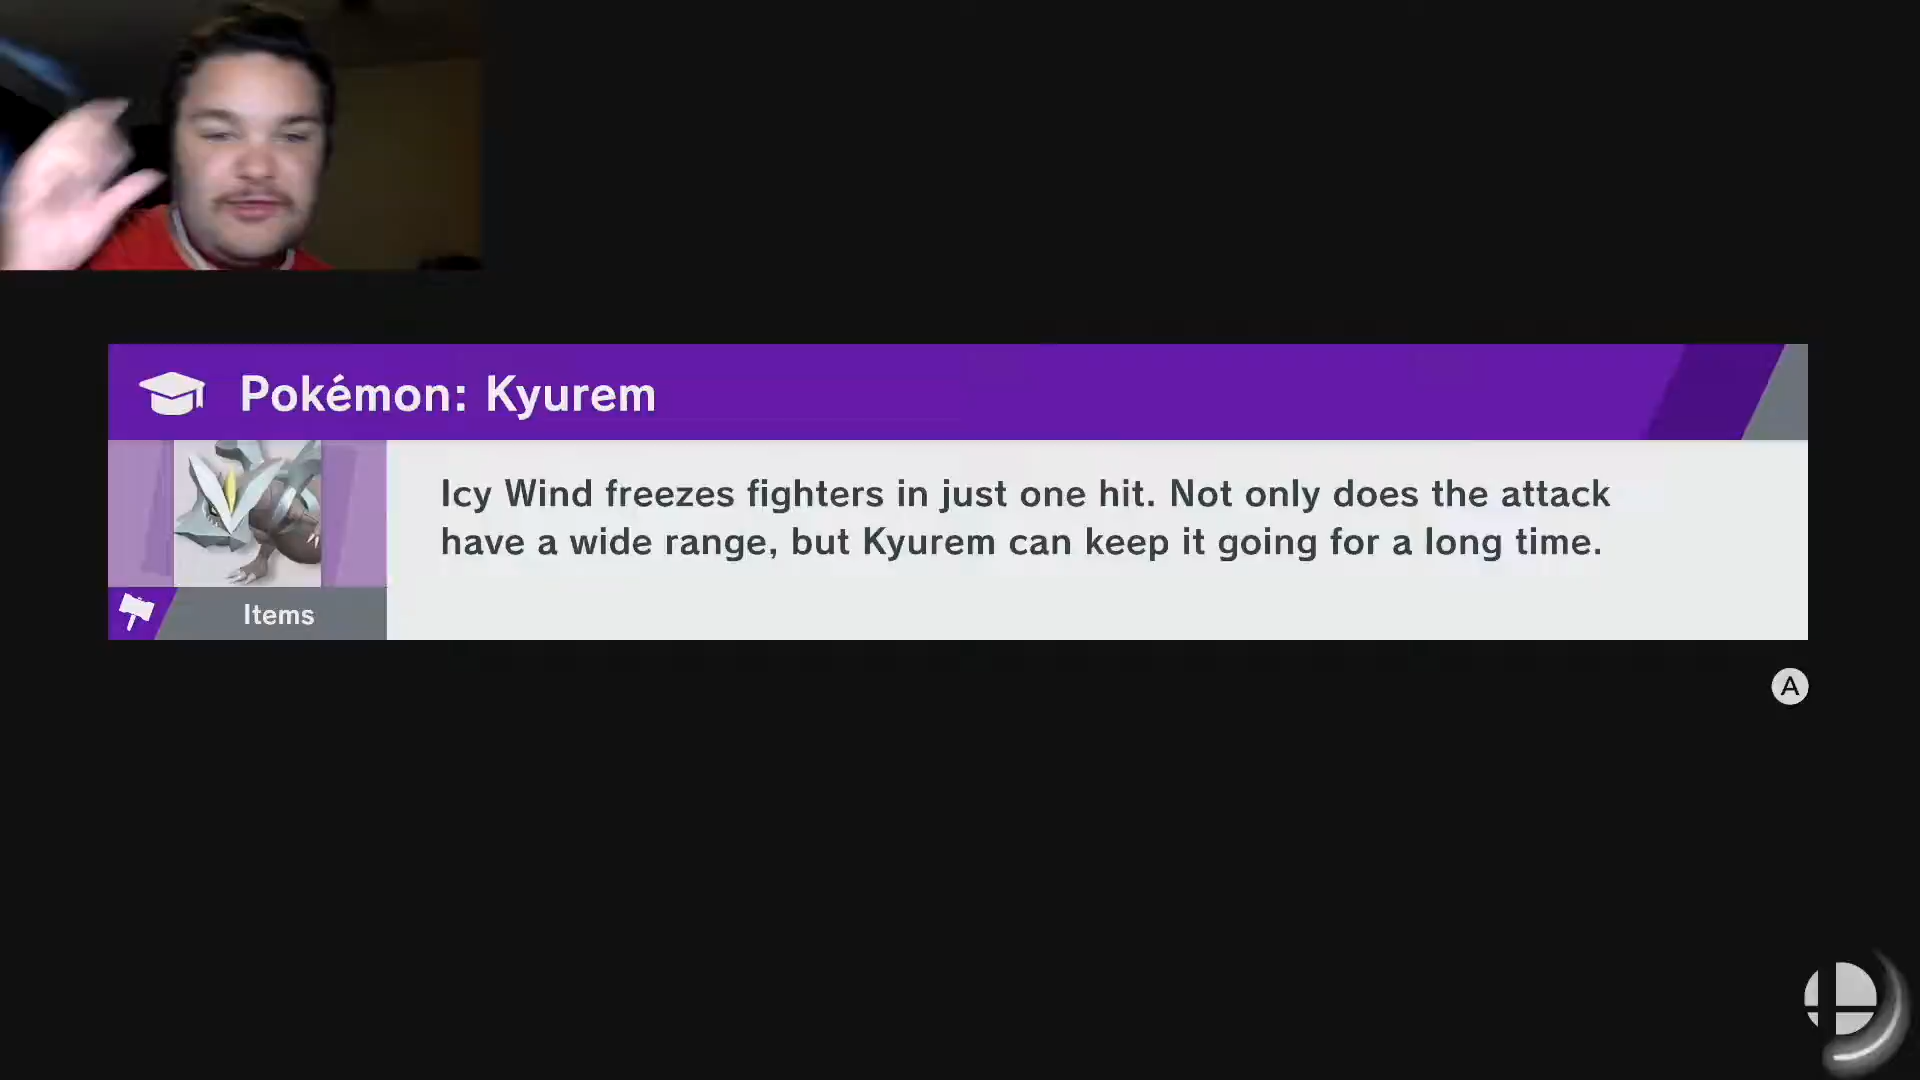 Pokémon: Kyurem
Icy Wind freezes fighters in just one hit. Not only does the attack
have a wide range, but Kyurem can keep it going for a long time.
Items
A